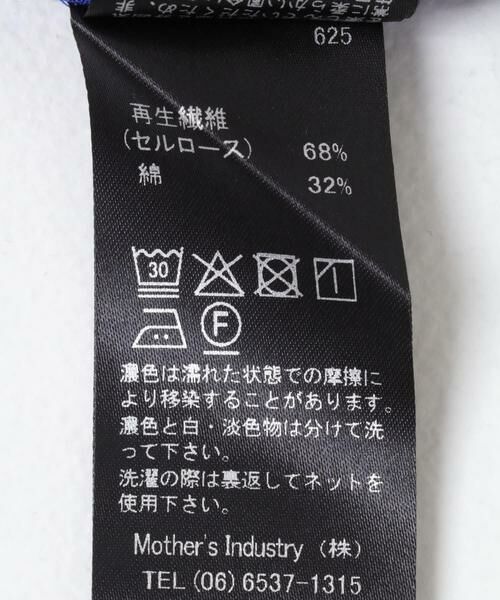 625
再生繊維
(セルロース) 68%
綿 32%
30
F
濃色は濡れた状態での摩擦に
より移染することがあります。
濃色と白・淡色物は分けて洗
って下さい。
洗濯の際は裏返してネットを
使用下さい。
Mother's Industry (株)
TEL (06) 6537-1315